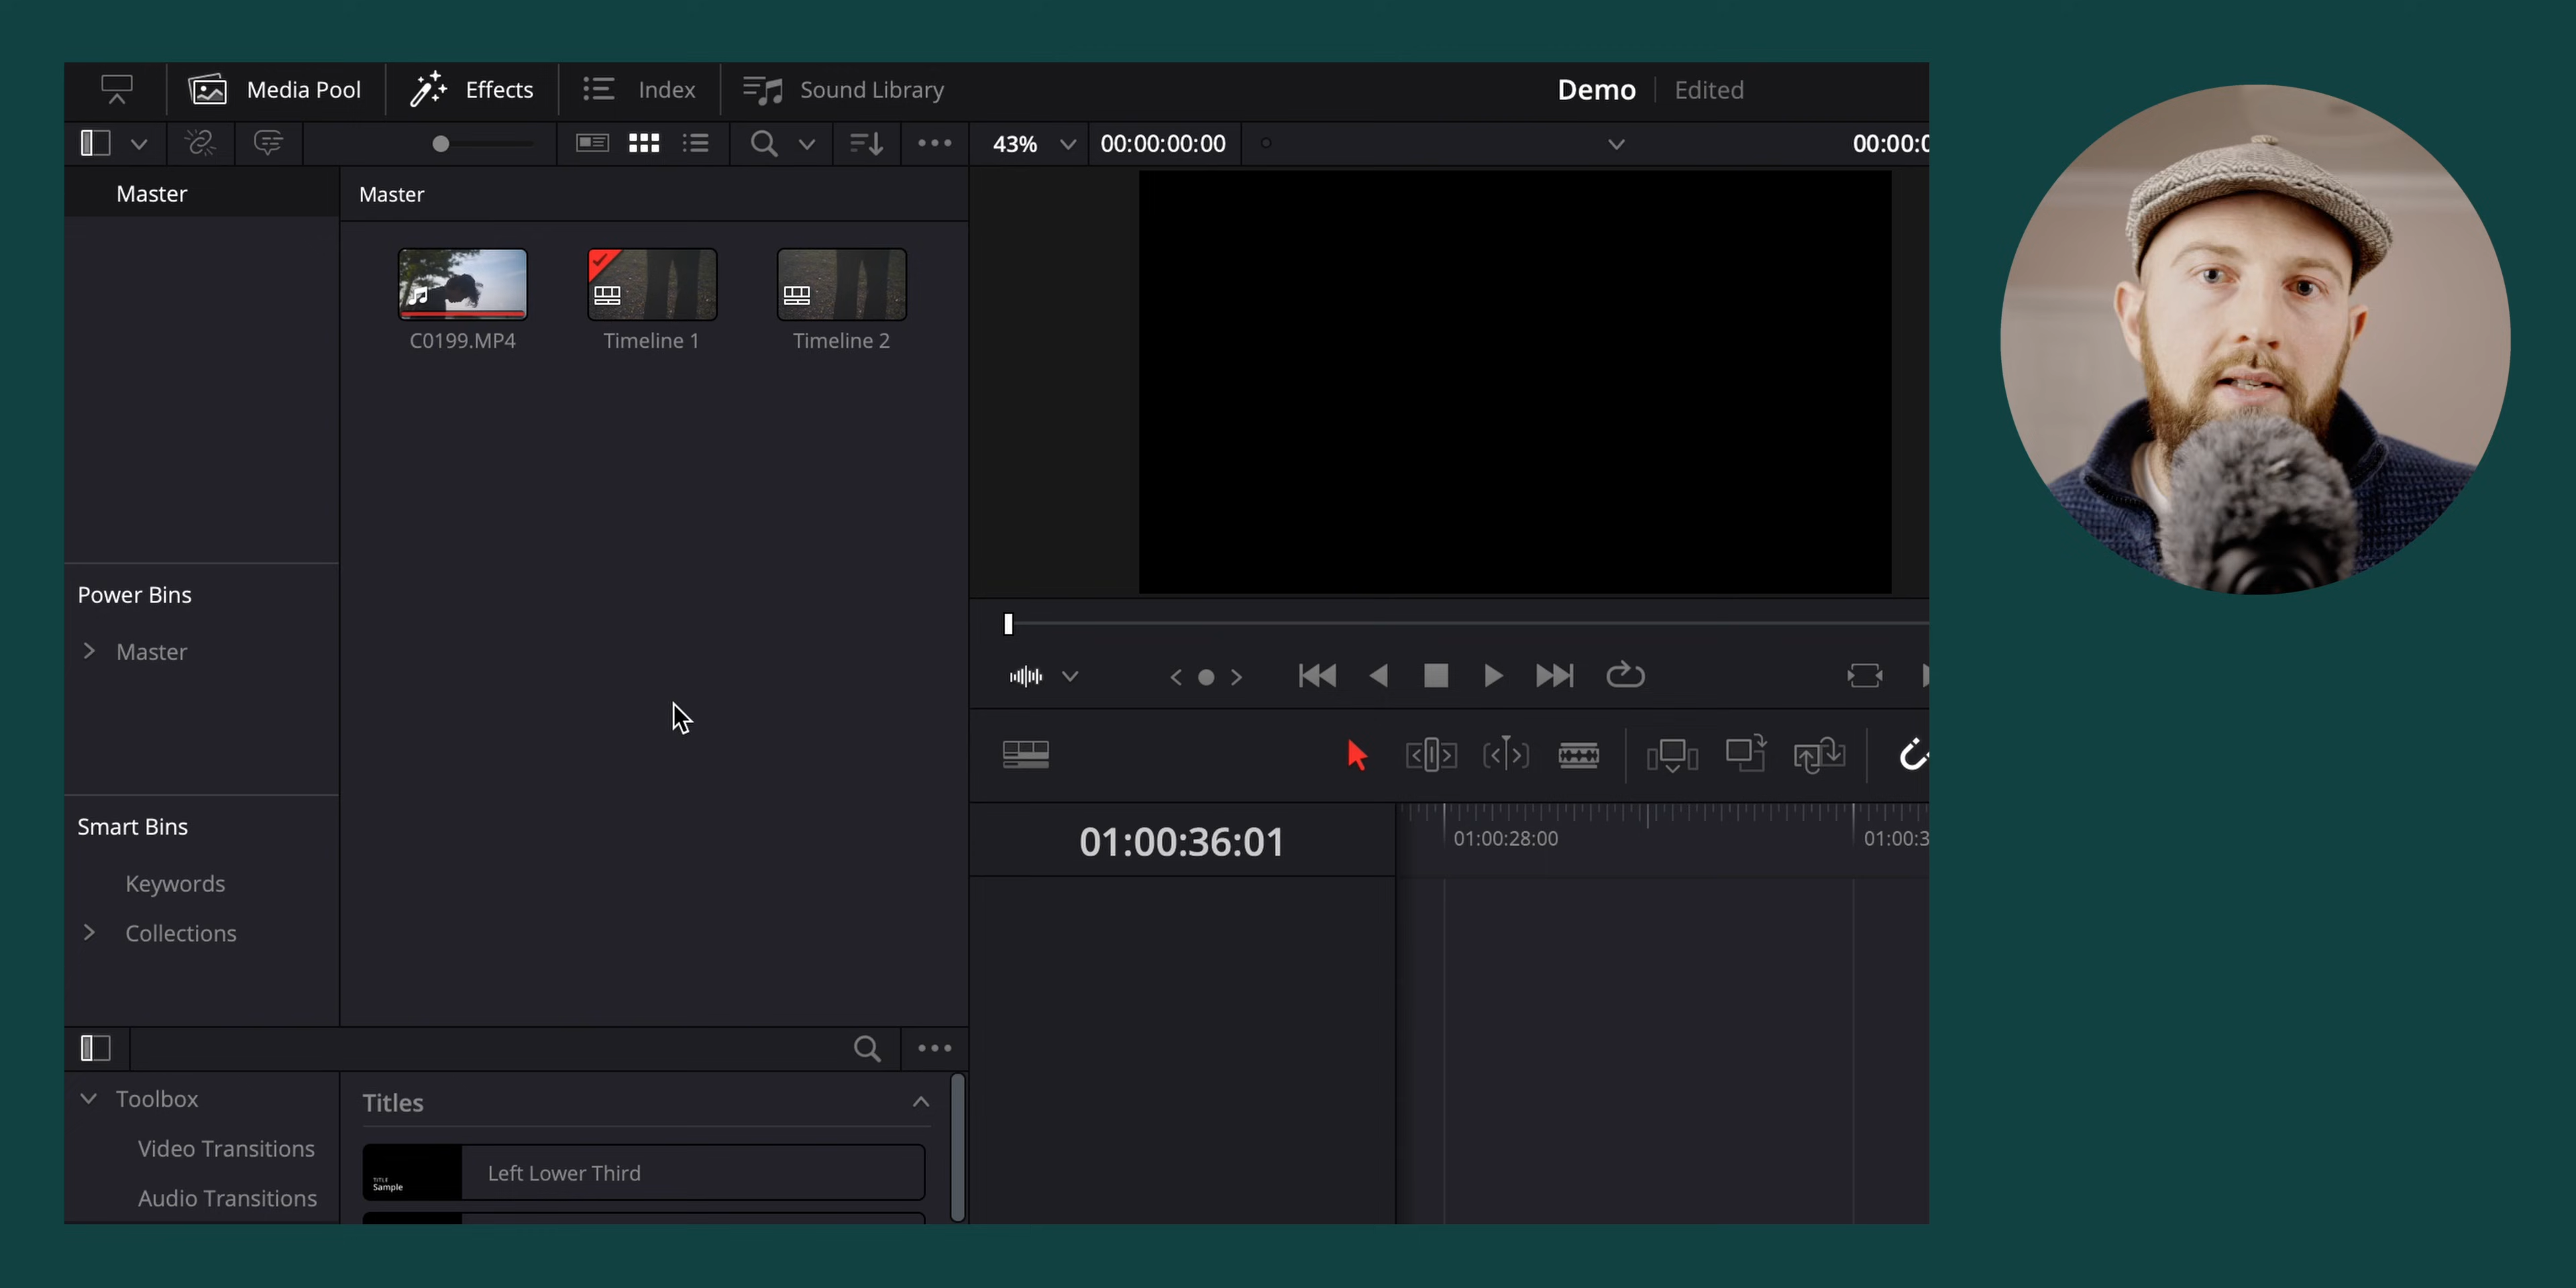 Media Pool
Effects
Index
Sound Library
Demo
Edited
43%
00:00:00:00
00:00:0
Master
Master
C0199.MP4
Timeline 1
Timeline 2
Power Bins
Master
Smart Bins
Keywords
Collections
01:00:36:01
01:00:28:00
01:00:3
Toolbox
Video Transitions
Audio Transitions
Titles
TITLE
Sample
Left Lower Third